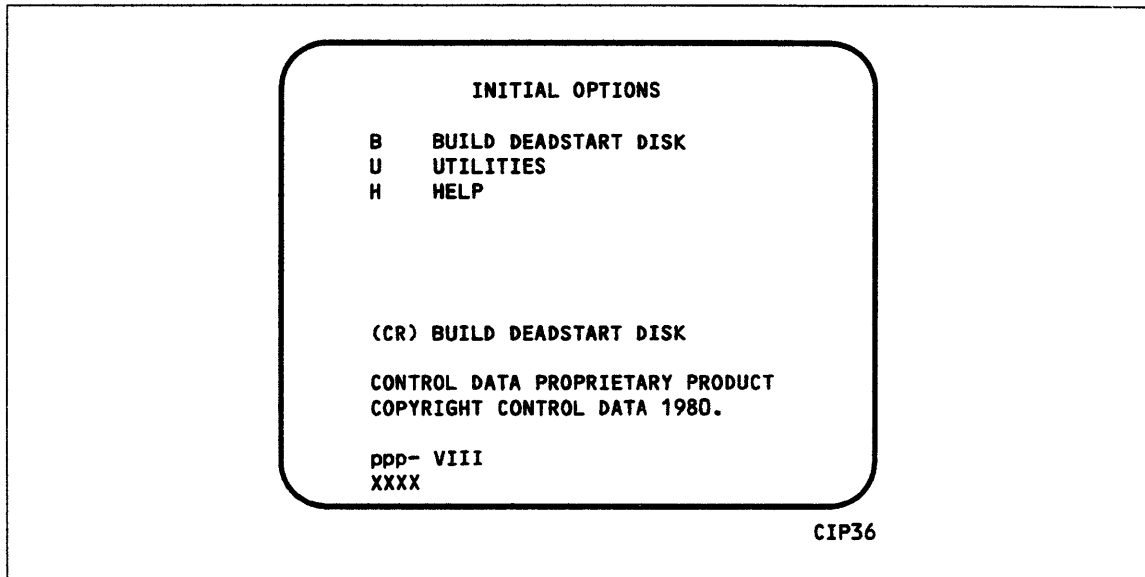 INITIAL OPTIONS
B BUILD DEADSTART DISK
U UTILITIES
H HELP
(CR) BUILD DEADSTART DISK
CONTROL DATA PROPRIETARY PRODUCT
COPYRIGHT CONTROL DATA 1980.
ppp- VIII
XXXX
CIP36